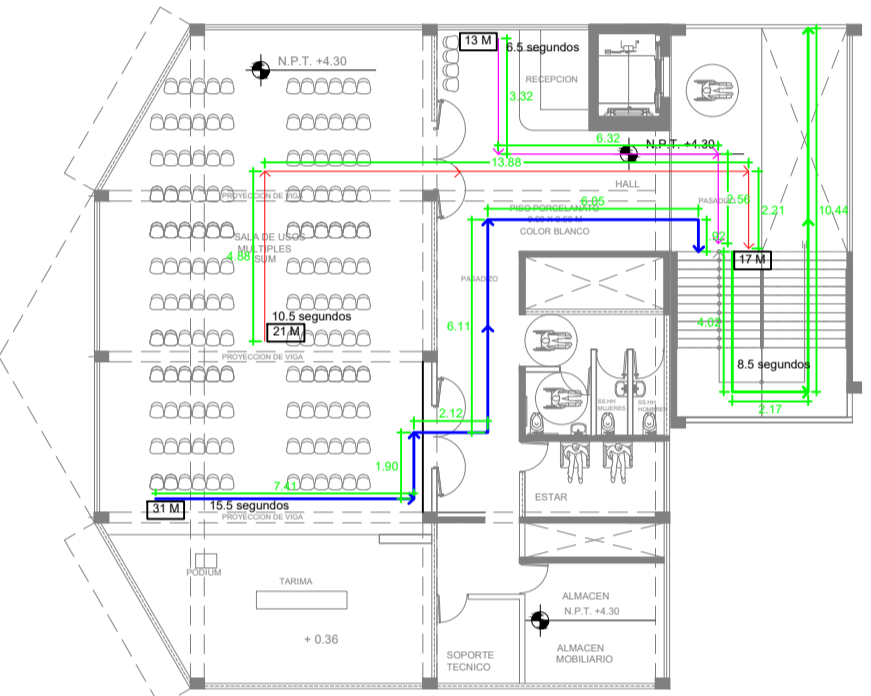 13 M
6.5 segundos
N.P.T. +4.30
RECEPCION
3.32
6.32
N.P.T. +4.30
13.88
HALL
PROYECCION DE VIGA
6.05
PASADIZO
2.56
2.21
10.44
PISO PORCELANATO
COLOR BLANCO
SALA DE USOS
MULTIPLES
SUM
4.88
.92
17 M
PASADIZO
10.5 segundos
21 M
6.11
4.02
PROYECCION DE VIGA
8.5 segundos
2.17
SS.HH
MUJERES
SS.HH
HOMBRES
2.12
1.90
7.41
31 M
15.5 segundos
PROYECCION DE VIGA
ESTAR
PODIUM
TARIMA
ALMACEN
N.P.T. +4.30
+ 0.36
SOPORTE
TECNICO
ALMACEN
MOBILIARIO